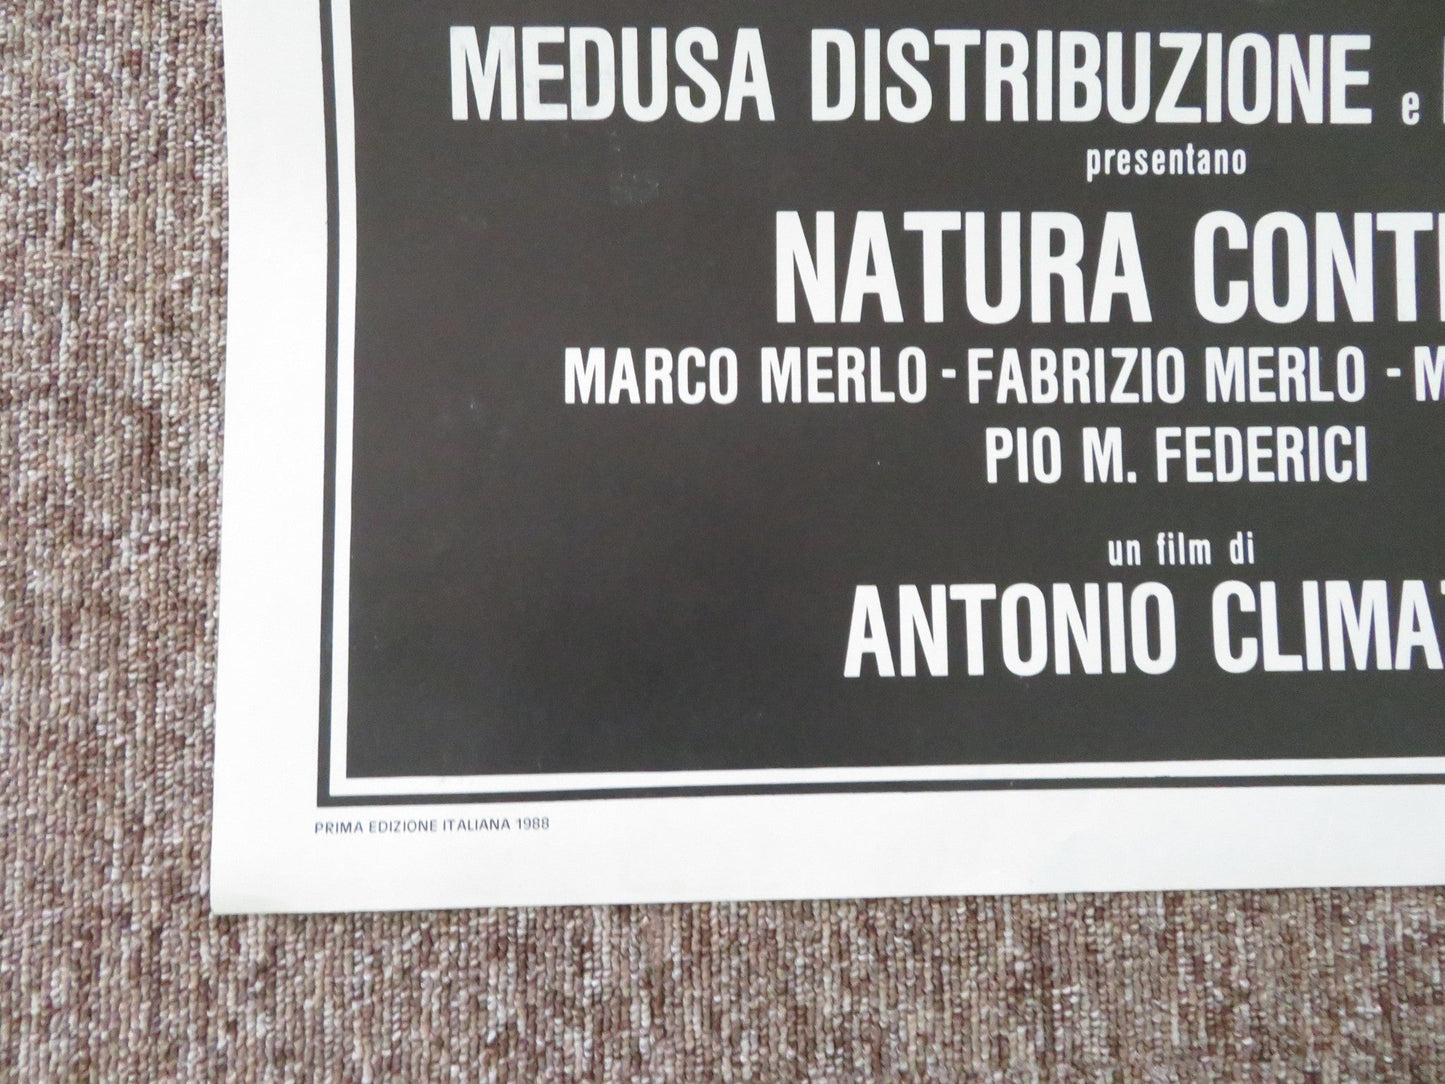 MEDUSA DISTRIBUZIONE e
presentano
NATURA CONT
MARCO MERLO - FABRIZIO MERLO - M
PIO M. FEDERICI
un film di
ANTONIO CLIMAT
PRIMA EDIZIONE ITALIANA 1988